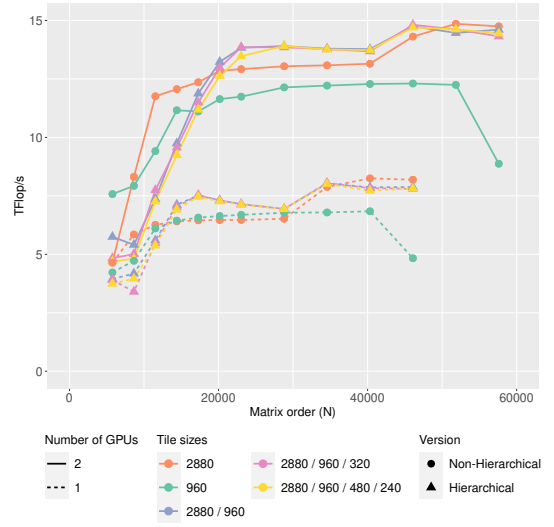 15
10
5
0
TFlop/s
0
20000
40000
60000
Matrix order (N)
Number of GPUs
2
1
Tile sizes
2880
960
2880 / 960
2880 / 960 / 320
2880 / 960 / 480 / 240
Version
Non-Hierarchical
Hierarchical